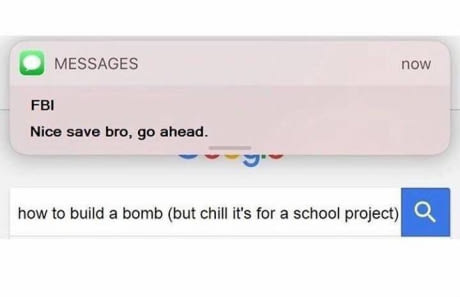 MESSAGES now
FBI
Nice save bro, go ahead.
how to build a bomb (but chill it's for a school project)